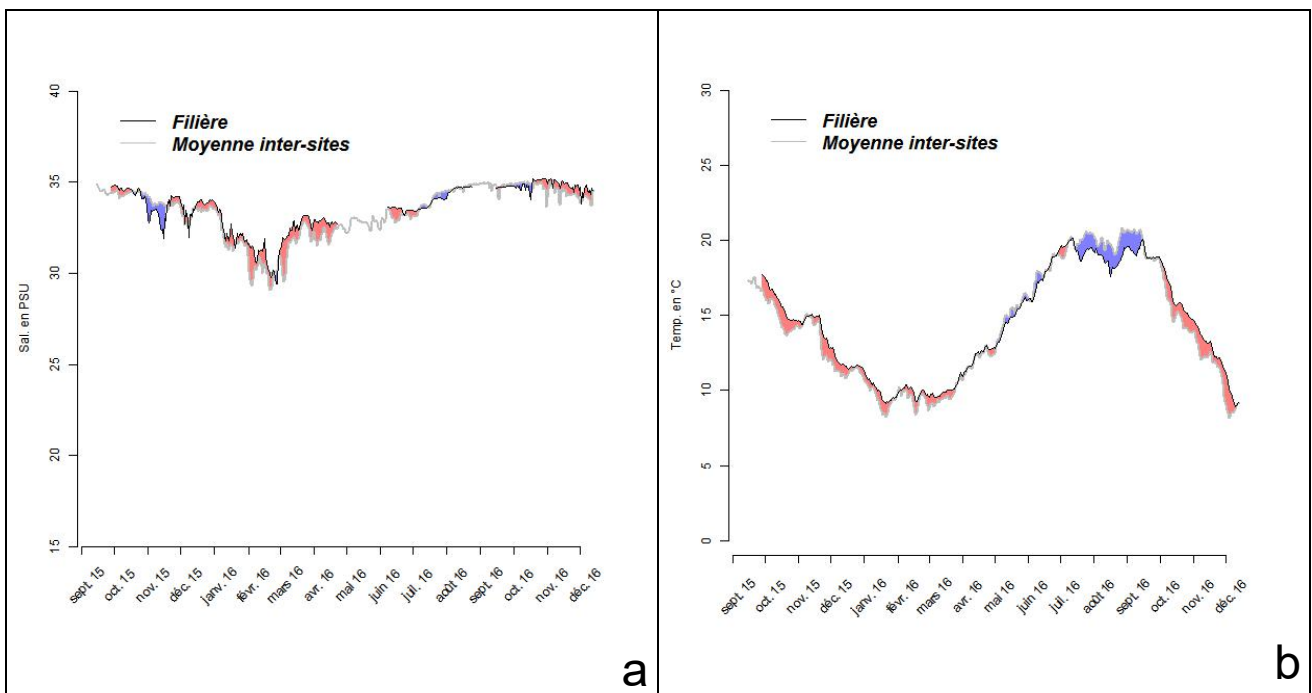 40
35
30
25
20
15
Sal. en PSU
Filière
Moyenne inter-sites
sept. 15
oct. 15
nov. 15
déc. 15
janv. 16
févr. 16
mars 16
avr. 16
mai 16
juin 16
juil. 16
août 16
sept. 16
oct. 16
nov. 16
déc. 16
a
30
25
20
15
10
5
0
Temp. en °C
Filière
Moyenne inter-sites
sept. 15
oct. 15
nov. 15
déc. 15
janv. 16
févr. 16
mars 16
avr. 16
mai 16
juin 16
juil. 16
août 16
sept. 16
oct. 16
nov. 16
déc. 16
b